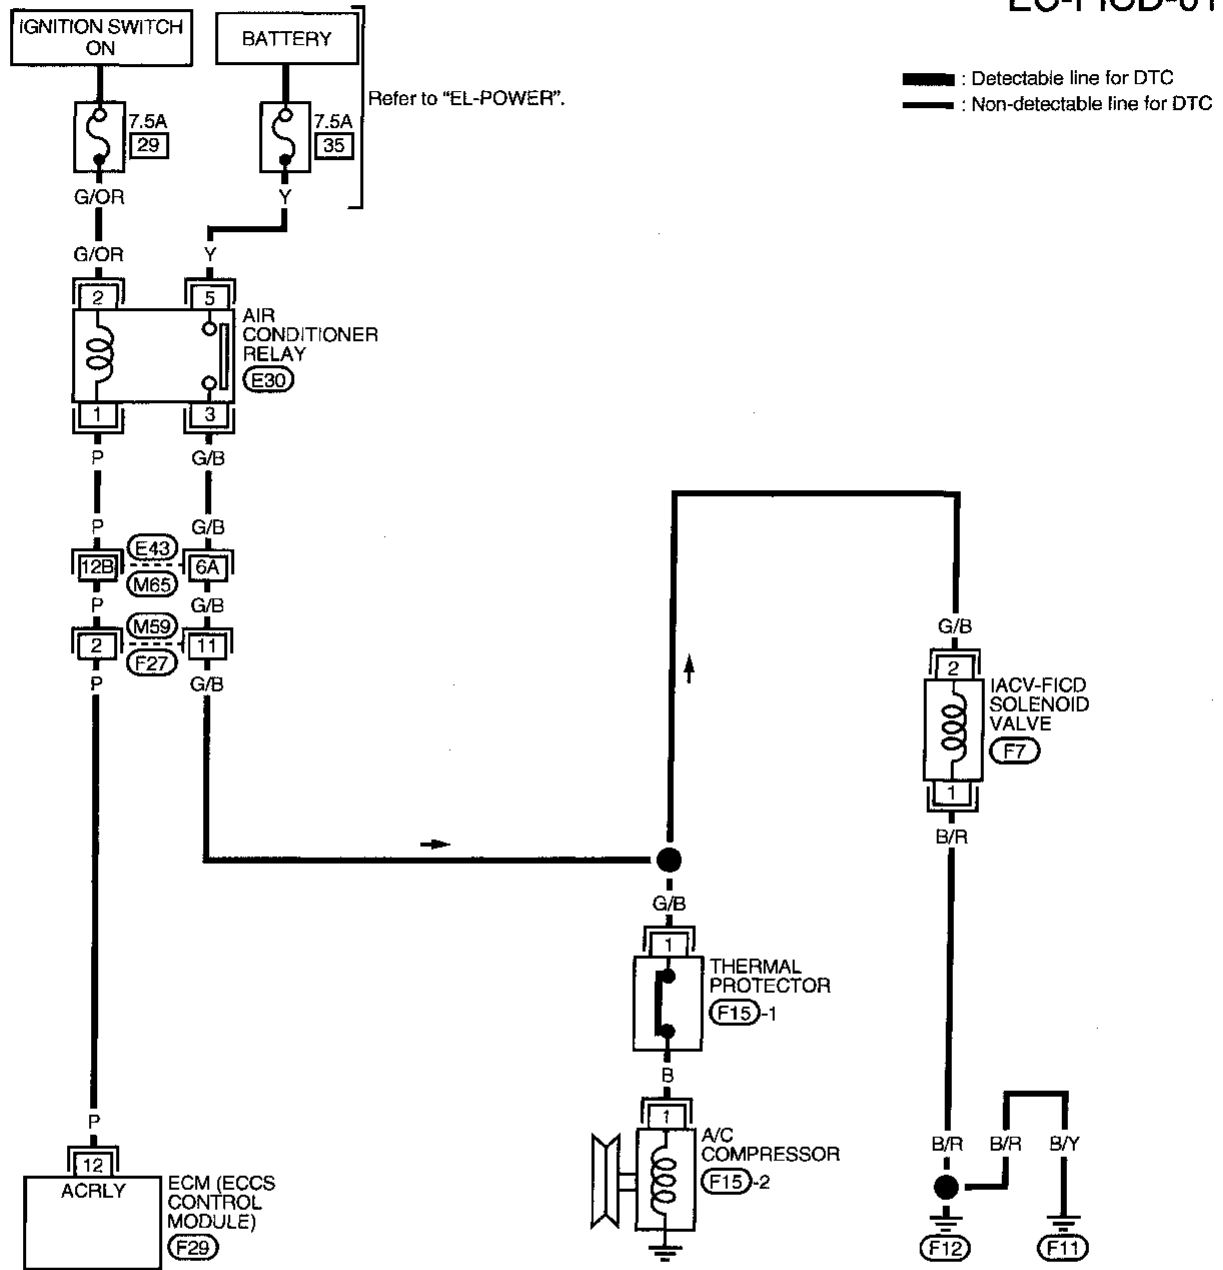 EC-FICD-01
IGNITION SWITCH
ON
BATTERY
Refer to "EL-POWER".
: Detectable line for DTC
: Non-detectable line for DTC
7.5A
29
7.5A
35
G/OR
Y
G/OR
Y
2
5
AIR
CONDITIONER
RELAY
E30
1
3
P
G/B
P
G/B
12B
E43
M65
6A
P
G/B
2
M59
F27
11
P
G/B
G/B
2
IACV-FICD
SOLENOID
VALVE
F7
1
B/R
G/B
1
THERMAL
PROTECTOR
F15-1
B
1
A/C
COMPRESSOR
F15-2
P
12
ACRLY
ECM (ECCS
CONTROL
MODULE)
F29
B/R
B/R
B/Y
F12
F11